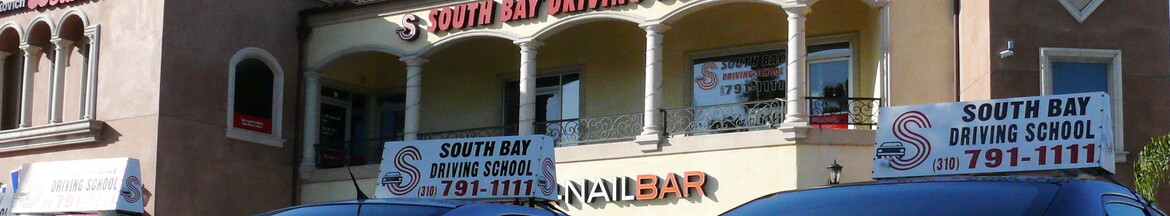 SOUTH BAY DRIVING
SOUTH BAY
DRIVING SCHOOL
791-1111
SOUTH BAY
DRIVING SCHOOL
(310) 791-1111
SOUTH BAY
DRIVING SCHOOL
(310 791-1111
DRIVING SCHOOL
NAILBAR